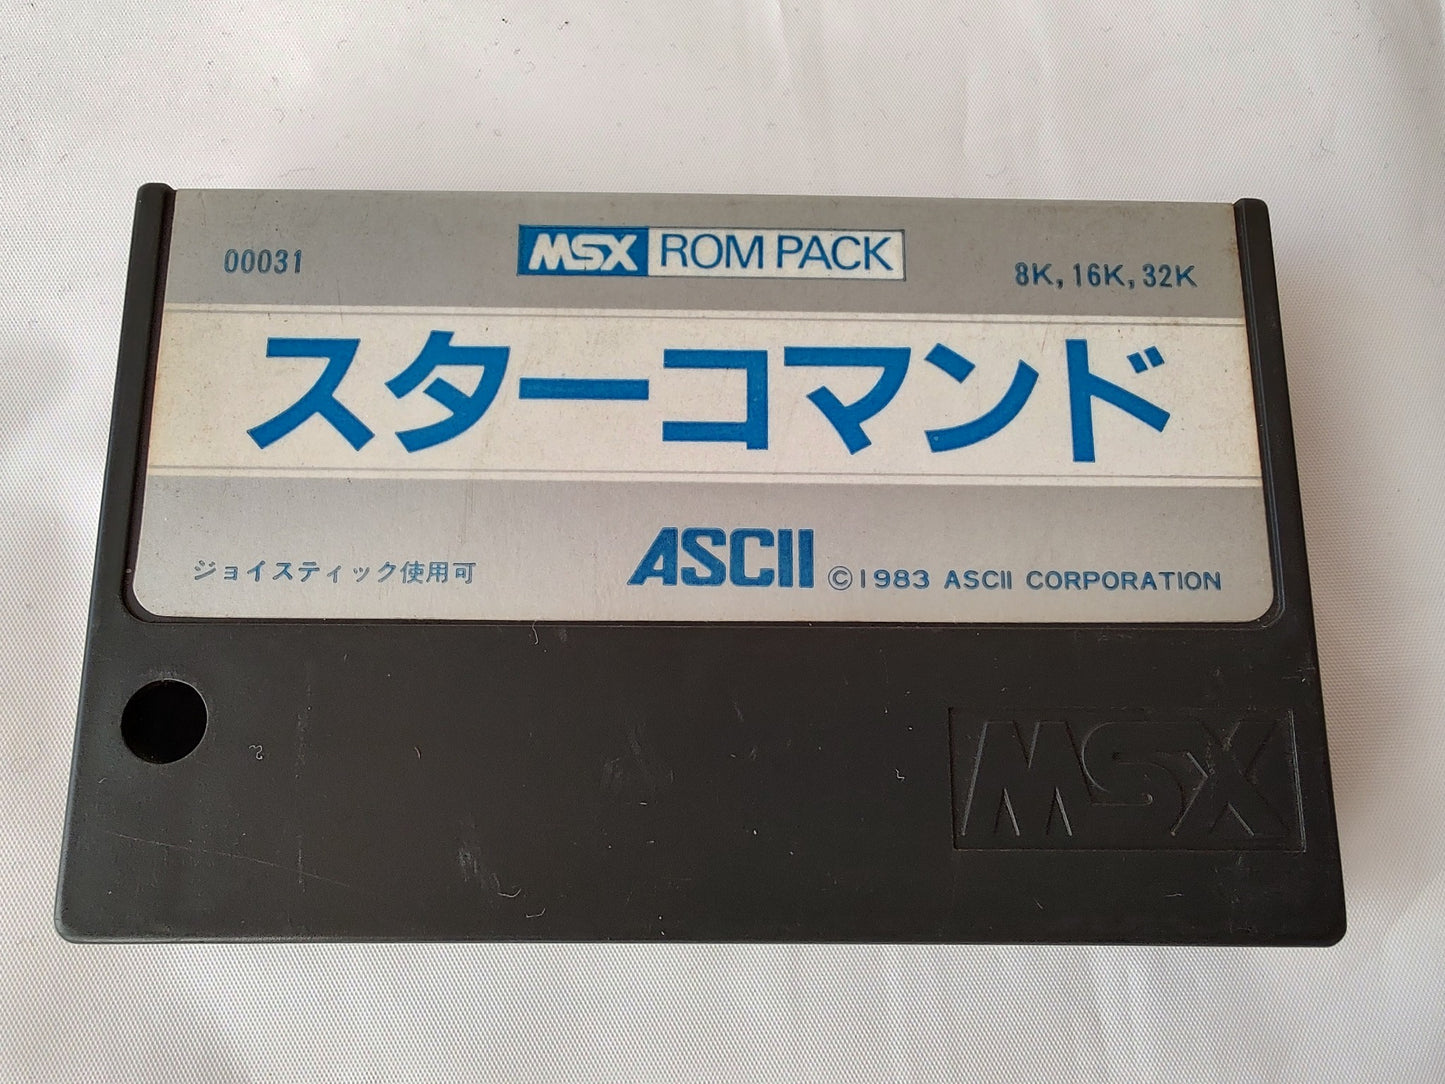 00031
MSX ROM PACK
8K, 16K, 32K
スターコマンド
ジョイスティック使用可
ASCII © 1983 ASCII CORPORATION
MSX